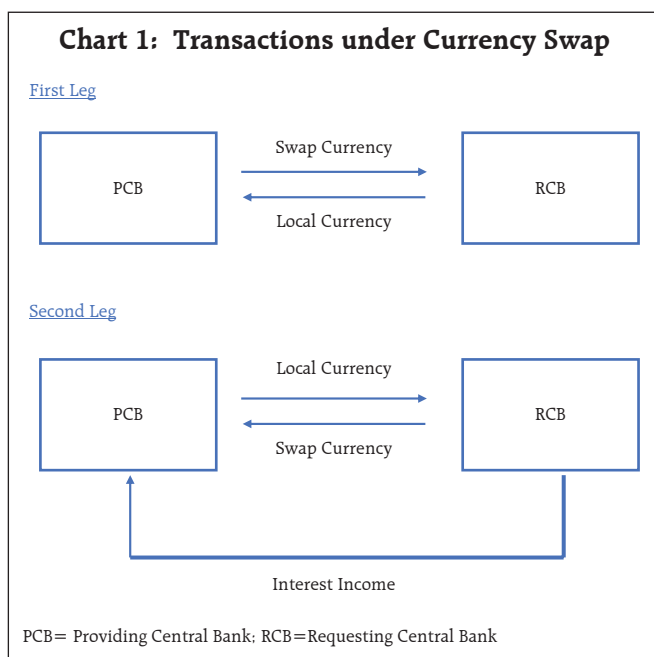 Chart 1: Transactions under Currency Swap
First Leg
Swap Currency
PCB
RCB
Local Currency
Second Leg
Local Currency
PCB
RCB
Swap Currency
Interest Income
PCB= Providing Central Bank; RCB=Requesting Central Bank